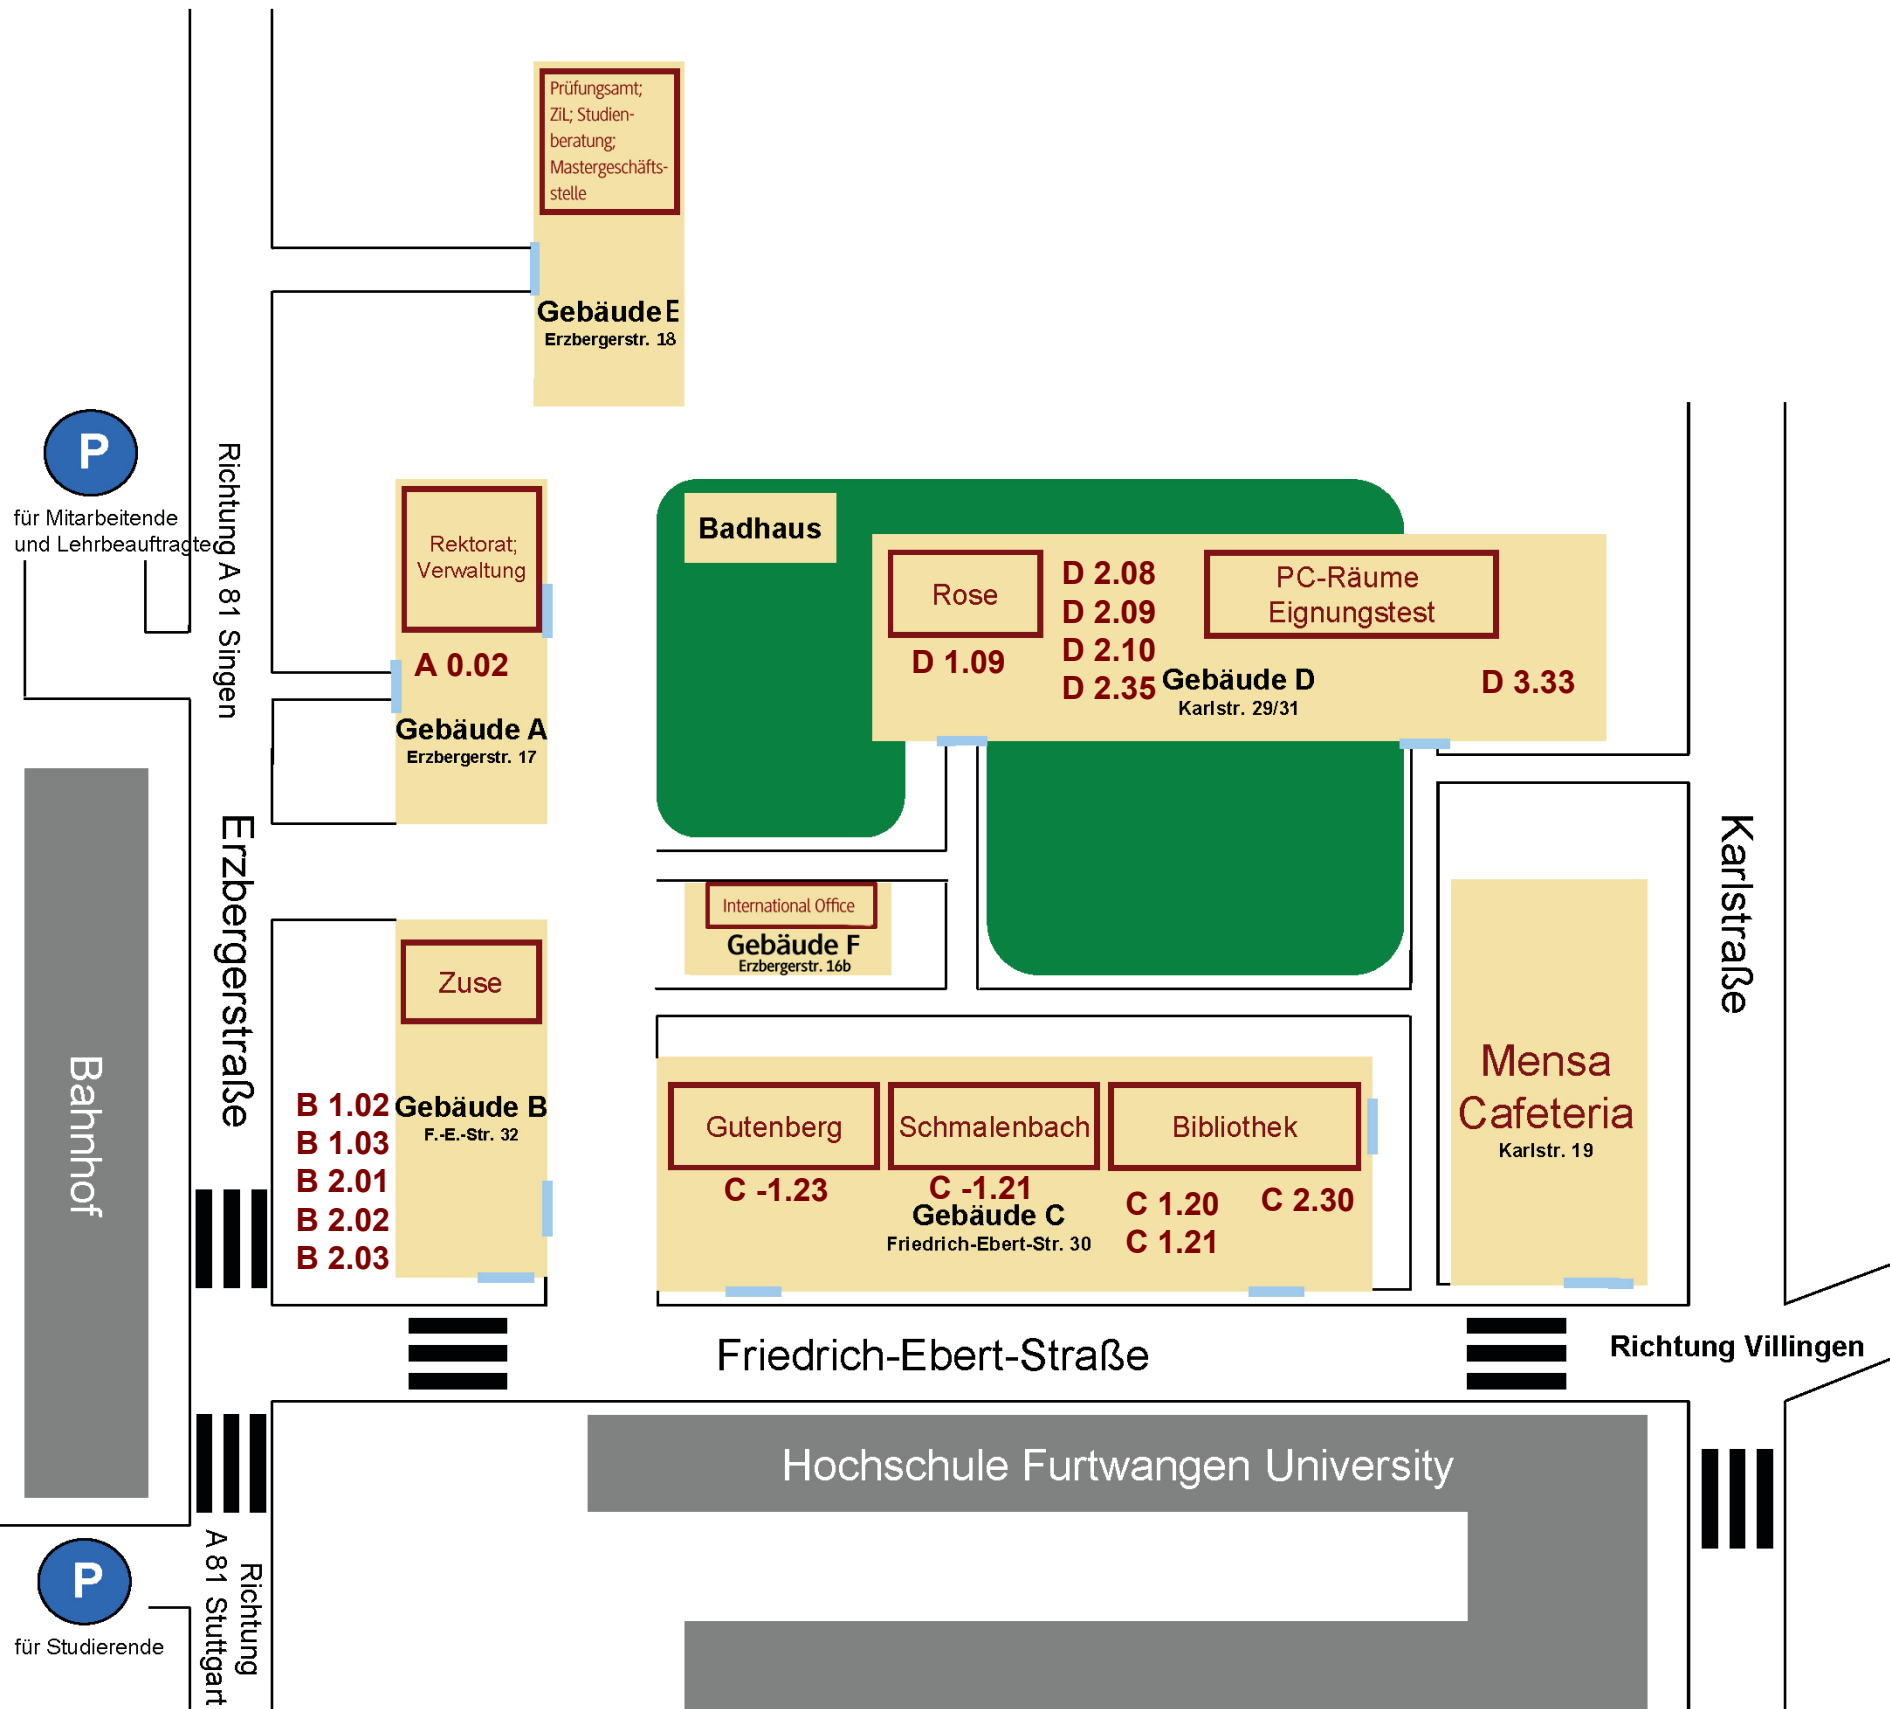 Prüfungsamt;
ZiL; Studien-
beratung;
Mastergeschäfts-
stelle
Gebäude E
Erzbergerstr. 18
P
für Mitarbeitende
und Lehrbeauftragte
Richtung A 81 Singen
Rektorat;
Verwaltung
A 0.02
Gebäude A
Erzbergerstr. 17
Badhaus
Rose
D 1.09
D 2.08
D 2.09
D 2.10
D 2.35
PC-Räume
Eignungstest
Gebäude D
Karlstr. 29/31
D 3.33
Erzbergerstraße
Karlstraße
International Office
Gebäude F
Erzbergerstr. 16b
Zuse
Bahnhof
B 1.02
B 1.03
B 2.01
B 2.02
B 2.03
Gebäude B
F.-E.-Str. 32
Gutenberg
C -1.23
Schmalenbach
C -1.21
Bibliothek
C 1.20
C 1.21
C 2.30
Gebäude C
Friedrich-Ebert-Str. 30
Mensa
Cafeteria
Karlstr. 19
Friedrich-Ebert-Straße
Richtung Villingen
Hochschule Furtwangen University
P
für Studierende
Richtung
A 81 Stuttgart